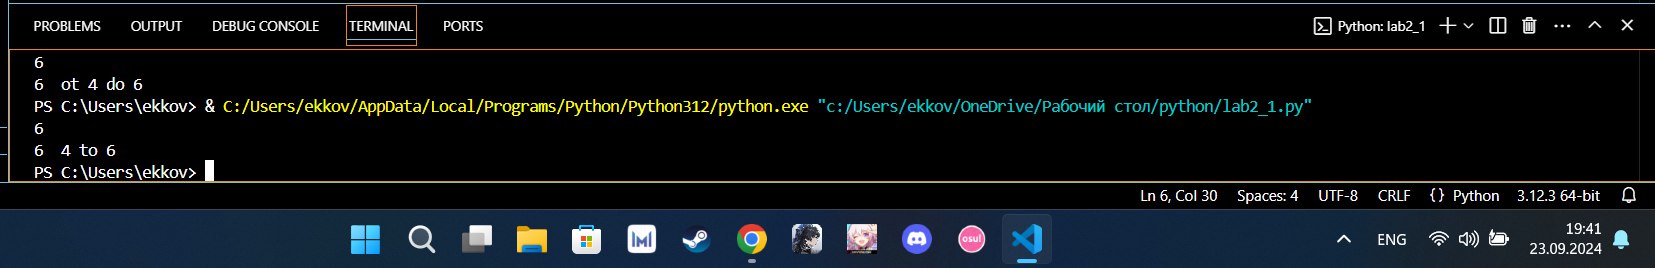 PROBLEMS OUTPUT DEBUG CONSOLE TERMINAL PORTS Python: lab2_1
6
6  ot 4 do 6
PS C:\Users\ekkov> & C:/Users/ekkov/AppData/Local/Programs/Python/Python312/python.exe "c:/Users/ekkov/OneDrive/Рабочий стол/python/lab2_1.py"
6
6  4 to 6
PS C:\Users\ekkov>
Ln 6, Col 30 Spaces: 4 UTF-8 CRLF {} Python 3.12.3 64-bit
osu! ENG 19:41
23.09.2024